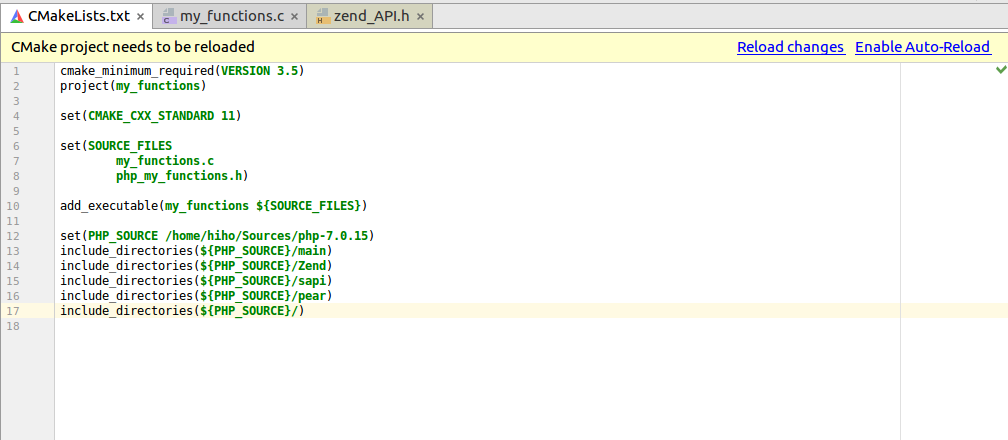 CMakeLists.txt × my_functions.c × zend_API.h ×
CMake project needs to be reloaded Reload changes Enable Auto-Reload
1 cmake_minimum_required(VERSION 3.5)
2 project(my_functions)
3
4 set(CMAKE_CXX_STANDARD 11)
5
6 set(SOURCE_FILES
7 my_functions.c
8 php_my_functions.h)
9
10 add_executable(my_functions ${SOURCE_FILES})
11
12 set(PHP_SOURCE /home/hiho/Sources/php-7.0.15)
13 include_directories(${PHP_SOURCE}/main)
14 include_directories(${PHP_SOURCE}/Zend)
15 include_directories(${PHP_SOURCE}/sapi)
16 include_directories(${PHP_SOURCE}/pear)
17 include_directories(${PHP_SOURCE}/)
18